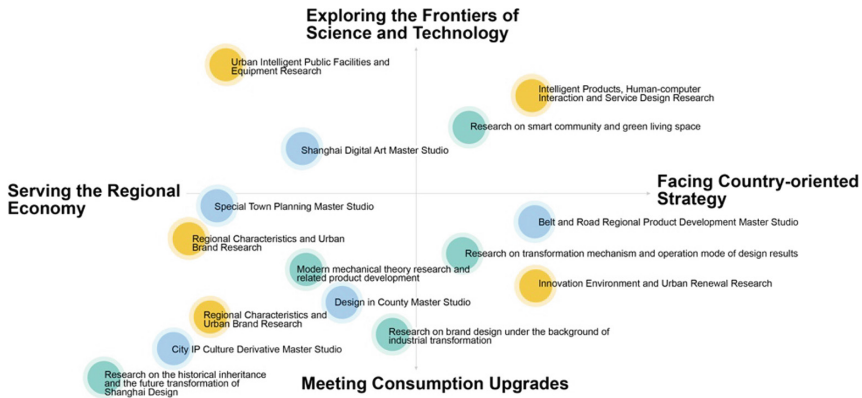 Exploring the Frontiers of
Science and Technology
Urban Intelligent Public Facilities and
Equipment Research
Intelligent Products, Human-computer
Interaction and Service Design Research
Research on smart community and green living space
Shanghai Digital Art Master Studio
Serving the Regional
Economy
Facing Country-oriented
Strategy
Special Town Planning Master Studio
Belt and Road Regional Product Development Master Studio
Regional Characteristics and Urban
Brand Research
Research on transformation mechanism and operation mode of design results
Modern mechanical theory research and
related product development
Innovation Environment and Urban Renewal Research
Design in County Master Studio
Regional Characteristics and
Urban Brand Research
Research on brand design under the background of
industrial transformation
City IP Culture Derivative Master Studio
Research on the historical inheritance
and the future transformation of
Shanghai Design
Meeting Consumption Upgrades